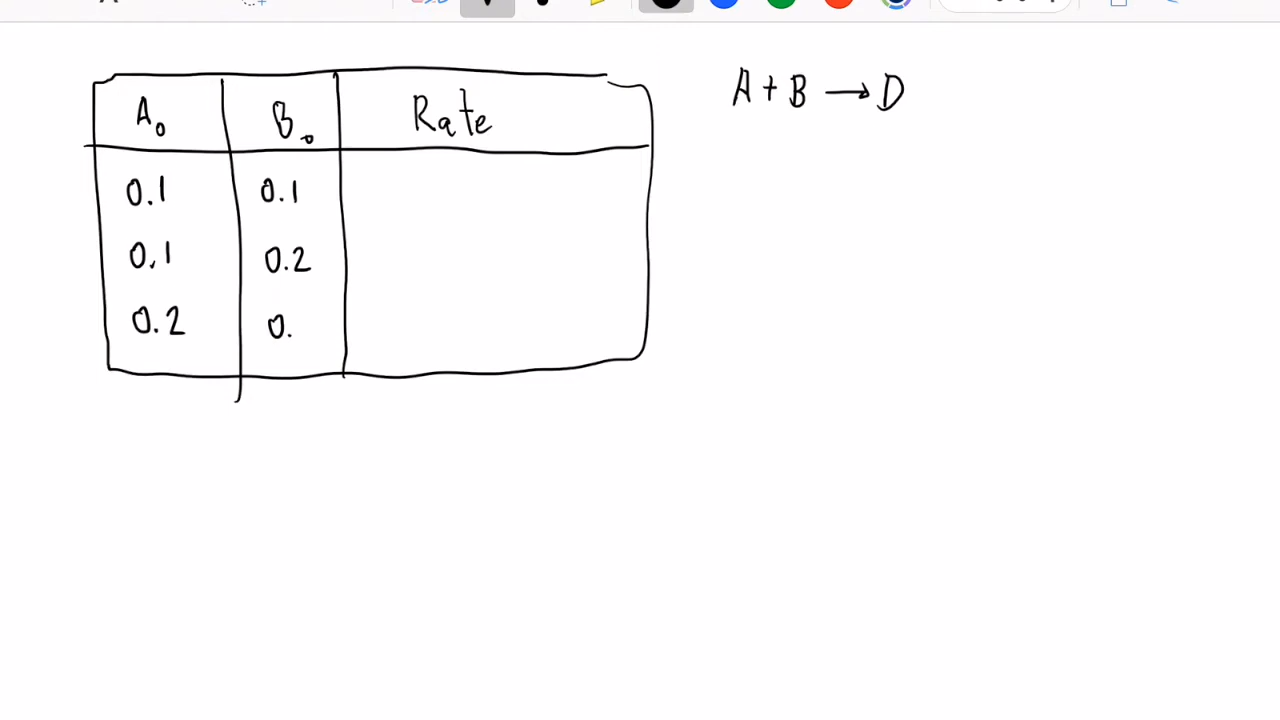 A₀ B₀ Rate
0.1 0.1
0.1 0.2
0.2 0.
A + B → D